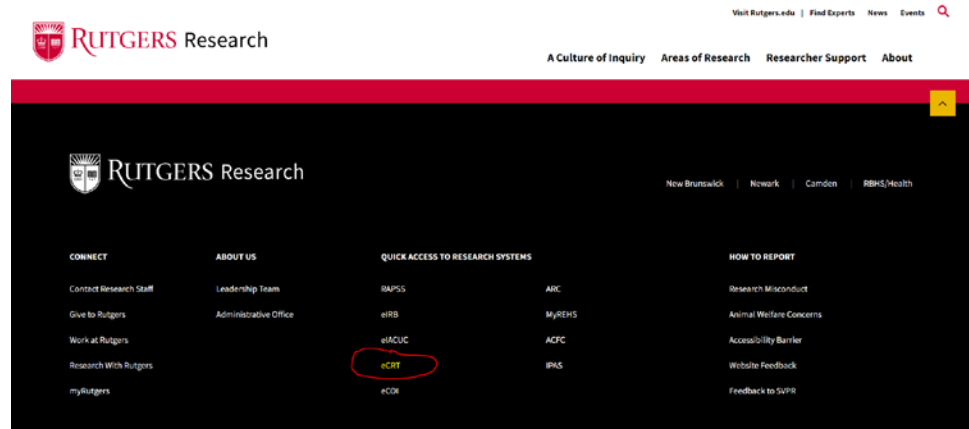 Visit Rutgers.edu | Find Experts News Events
RUTGERS Research
A Culture of Inquiry Areas of Research Researcher Support About
RUTGERS Research
New Brunswick | Newark | Camden | RBHS/Health
CONNECT ABOUT US QUICK ACCESS TO RESEARCH SYSTEMS HOW TO REPORT
Contact Research Staff Leadership Team RAPSS ARC Research Misconduct
Give to Rutgers Administrative Office eIRB MyREHS Animal Welfare Concerns
Work at Rutgers eIACUC ACFC Accessibility Barrier
Research With Rutgers eCRT IPAS Website Feedback
myRutgers eCOI Feedback to SVPR